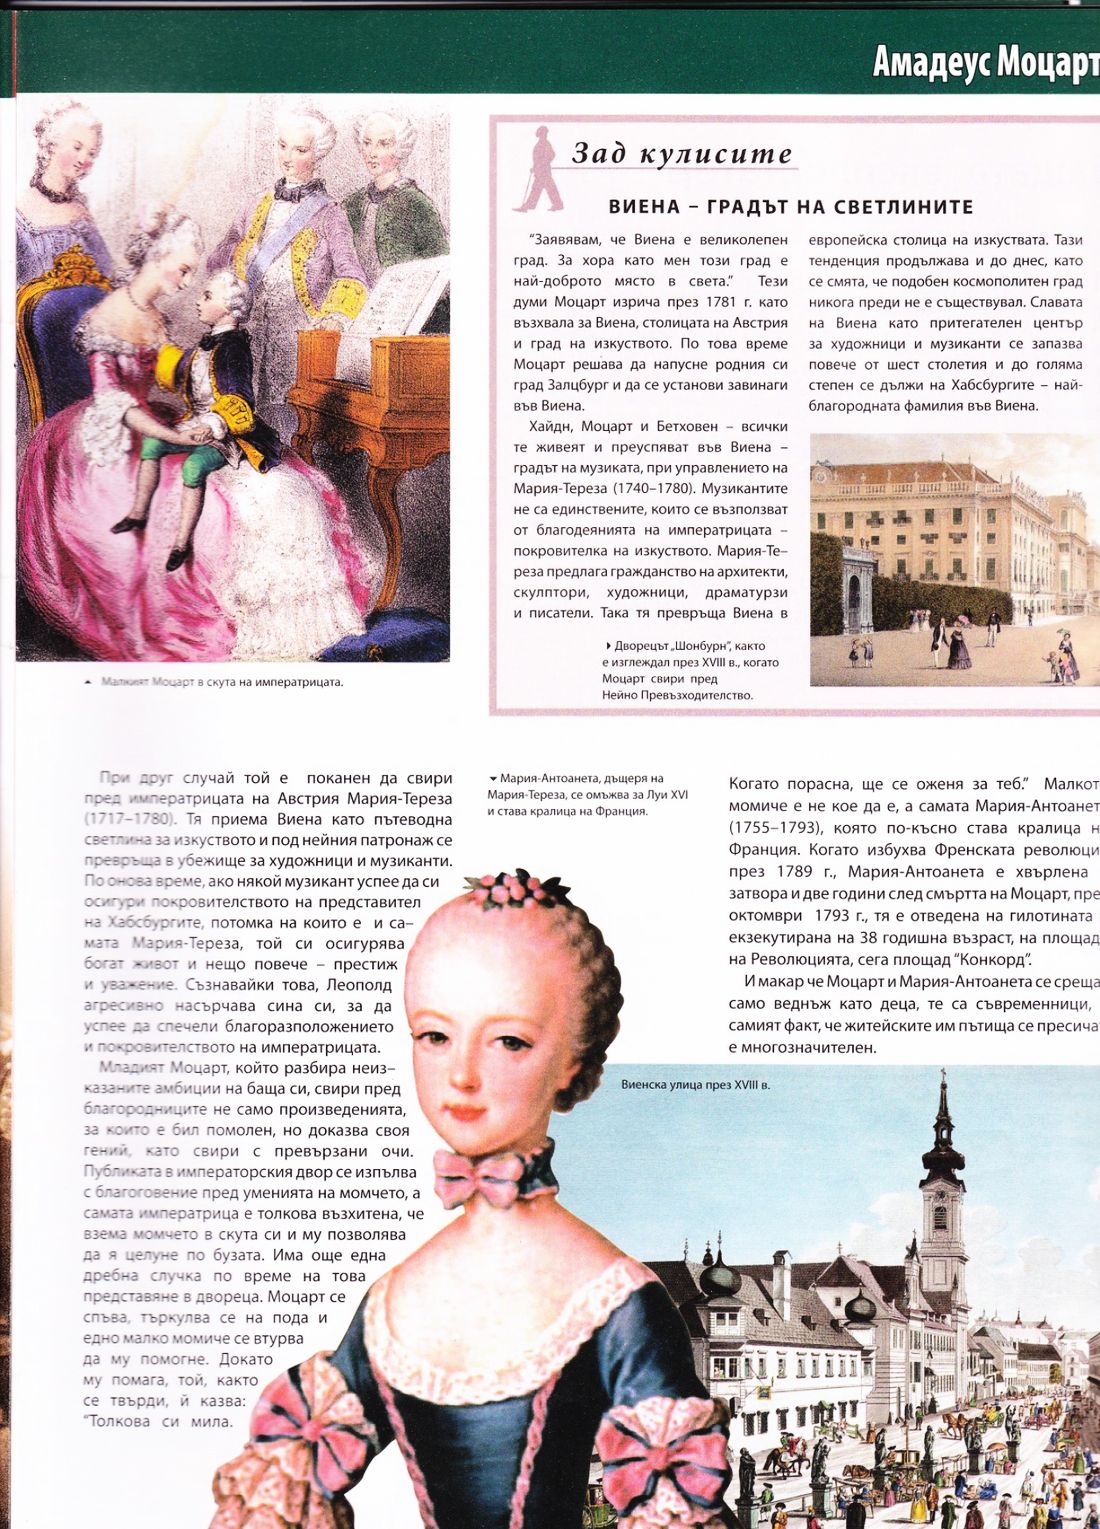 Амадеус Моцарт
Зад кулисите
ВИЕНА – ГРАДЪТ НА СВЕТЛИНИТЕ
“Заявявам, че Виена е великолепен
град. За хора като мен този град е
най-доброто място в света.” Тези
думи Моцарт изрича през 1781 г. като
възхвала за Виена, столицата на Австрия
и град на изкуството. По това време
Моцарт решава да напусне родния си
град Залцбург и да се установи завинаги
във Виена.
Хайдн, Моцарт и Бетховен – всички
те живеят и преуспяват във Виена –
градът на музиката, при управлението на
Мария-Тереза (1740–1780). Музикантите
не са единствените, които се възползват
от благодеянията на императрицата –
покровителка на изкуството. Мария-Те–
реза предлага гражданство на архитекти,
скулптори, художници, драматурзи
и писатели. Така тя превръща Виена в
европейска столица на изкуствата. Тази
тенденция продължава и до днес, като
се смята, че подобен космополитен град
никога преди не е съществувал. Славата
на Виена като притегателен център
за художници и музиканти се запазва
повече от шест столетия и до голяма
степен се дължи на Хабсбургите – най-
благородната фамилия във Виена.
Дворецът „Шонбурн”, както
е изглеждал през XVIII в., когато
Моцарт свири пред
Нейно Превъзходителство.
Малкият Моцарт в скута на императрицата.
При друг случай той е поканен да свири
пред императрицата на Австрия Мария-Тереза
(1717–1780). Тя приема Виена като пътеводна
светлина за изкуството и под нейния патронаж се
превръща в убежище за художници и музиканти.
По онова време, ако някой музикант успее да си
осигури покровителството на представител
на Хабсбургите, потомка на които е и са–
мата Мария-Тереза, той си осигурява
богат живот и нещо повече – престиж
и уважение. Съзнавайки това, Леополд
агресивно насърчава сина си, за да
успее да спечели благоразположението
и покровителството на императрицата.
Младият Моцарт, който разбира неиз–
казаните амбиции на баща си, свири пред
благородниците не само произведенията,
за които е бил помолен, но доказва своя
гений, като свири с превързани очи.
Публиката в императорския двор се изпълва
с благоговение пред уменията на момчето, а
самата императрица е толкова възхитена, че
взема момчето в скута си и му позволява
да я целуне по бузата. Има още една
дребна случка по време на това
представяне в двореца. Моцарт се
спъва, търкулва се на пода и
едно малко момиче се втурва
да му помогне. Докато
му помага, той, както
се твърди, й казва:
“Толкова си мила.
Мария-Антоанета, дъщеря на
Мария-Тереза, се омъжва за Луи XVI
и става кралица на Франция.
Когато порасна, ще се оженя за теб.” Малкот
момиче е не кое да е, а самата Мария-Антоанет
(1755–1793), която по-късно става кралица н
Франция. Когато избухва Френската революци
през 1789 г., Мария-Антоанета е хвърлена
затвора и две години след смъртта на Моцарт, пре
октомври 1793 г., тя е отведена на гилотината
екзекутирана на 38 годишна възраст, на площад
на Революцията, сега площад “Конкорд”.
И макар че Моцарт и Мария-Антоанета се среща
само веднъж като деца, те са съвременници,
самият факт, че житейските им пътища се пресича
е многозначителен.
Виенска улица през XVIII в.